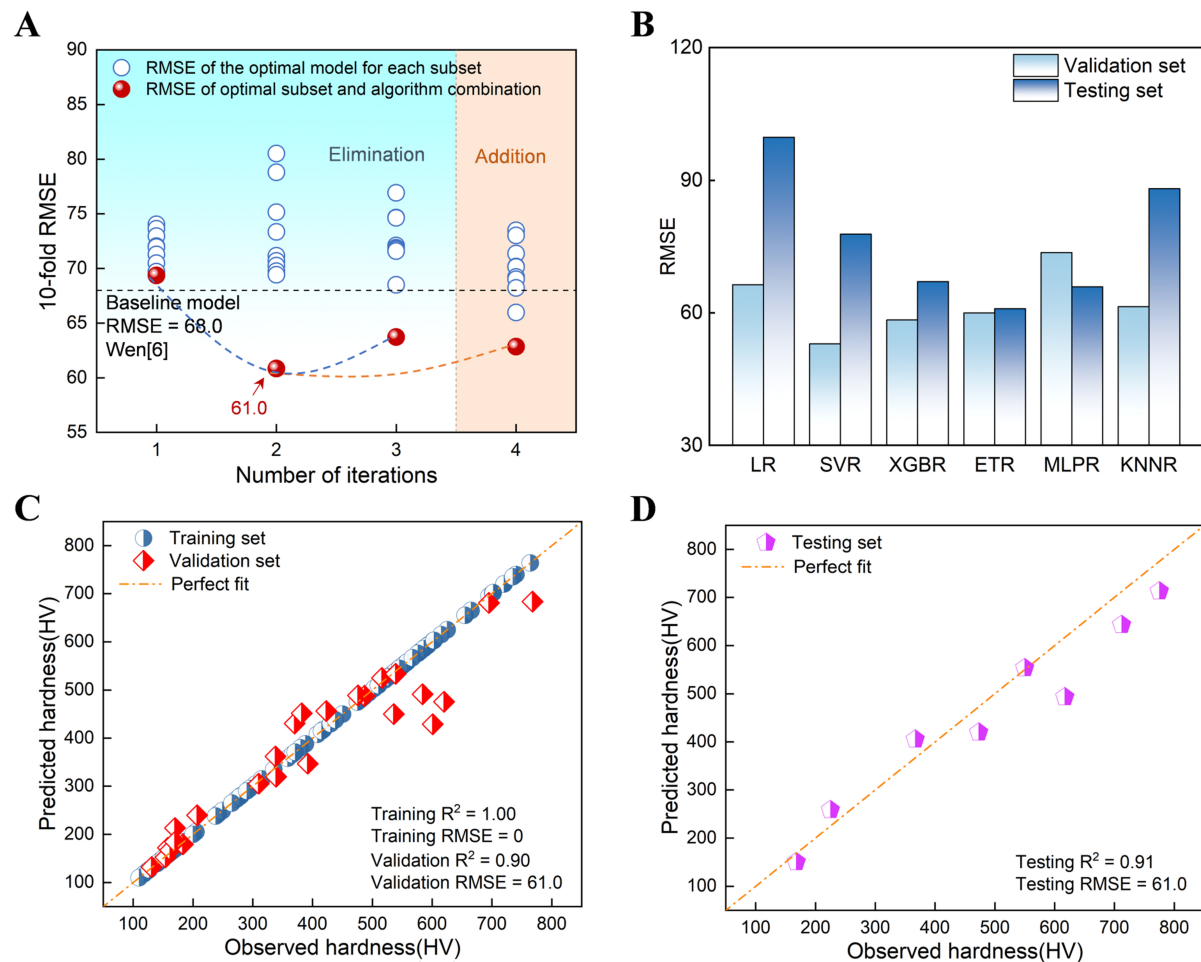 A
90
85
80
75
70
65
60
55
10-fold RMSE
RMSE of the optimal model for each subset
RMSE of optimal subset and algorithm combination
Elimination
Addition
Baseline model
RMSE = 68.0
Wen[6]
61.0
1 2 3 4
Number of iterations
B
120
90
60
30
RMSE
Validation set
Testing set
LR SVR XGBR ETR MLPR KNNR
C
800
700
600
500
400
300
200
100
Predicted hardness(HV)
Training set
Validation set
Perfect fit
Training R² = 1.00
Training RMSE = 0
Validation R² = 0.90
Validation RMSE = 61.0
100 200 300 400 500 600 700 800
Observed hardness(HV)
D
800
700
600
500
400
300
200
100
Predicted hardness(HV)
Testing set
Perfect fit
Testing R² = 0.91
Testing RMSE = 61.0
100 200 300 400 500 600 700 800
Observed hardness(HV)